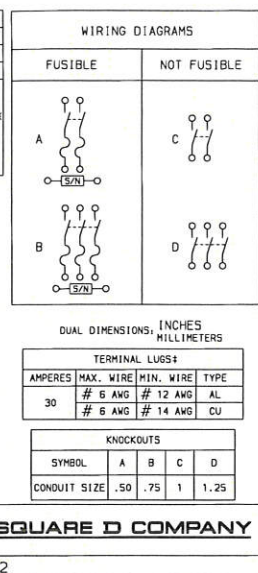 WIRING DIAGRAMS
FUSIBLE NOT FUSIBLE
A
S/N
C
B
S/N
D
DUAL DIMENSIONS: INCHES
MILLIMETERS
TERMINAL LUGS‡
AMPERES MAX. WIRE MIN. WIRE TYPE
30
# 6 AWG # 12 AWG AL
# 6 AWG # 14 AWG CU
KNOCKOUTS
SYMBOL A B C D
CONDUIT SIZE .50 .75 1 1.25
SQUARE D COMPANY
2